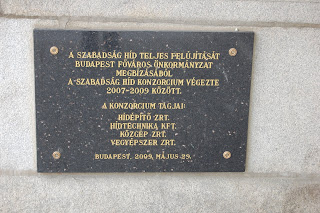 A SZABADSÁG HÍD TELJES FELÚJÍTÁSÁT
BUDAPEST FŐVÁROS ÖNKORMÁNYZAT
MEGBÍZÁSÁBÓL
A SZABADSÁG HÍD KONZORCIUM VÉGEZTE
2007-2009 KÖZÖTT.
A KONZORCIUM TAGJAI:
HÍDÉPÍTŐ ZRT.
HÍDTECHNIKA KFT.
KÖZGÉP ZRT.
VEGYÉPSZER ZRT.
BUDAPEST, 2009. MÁJUS 29.